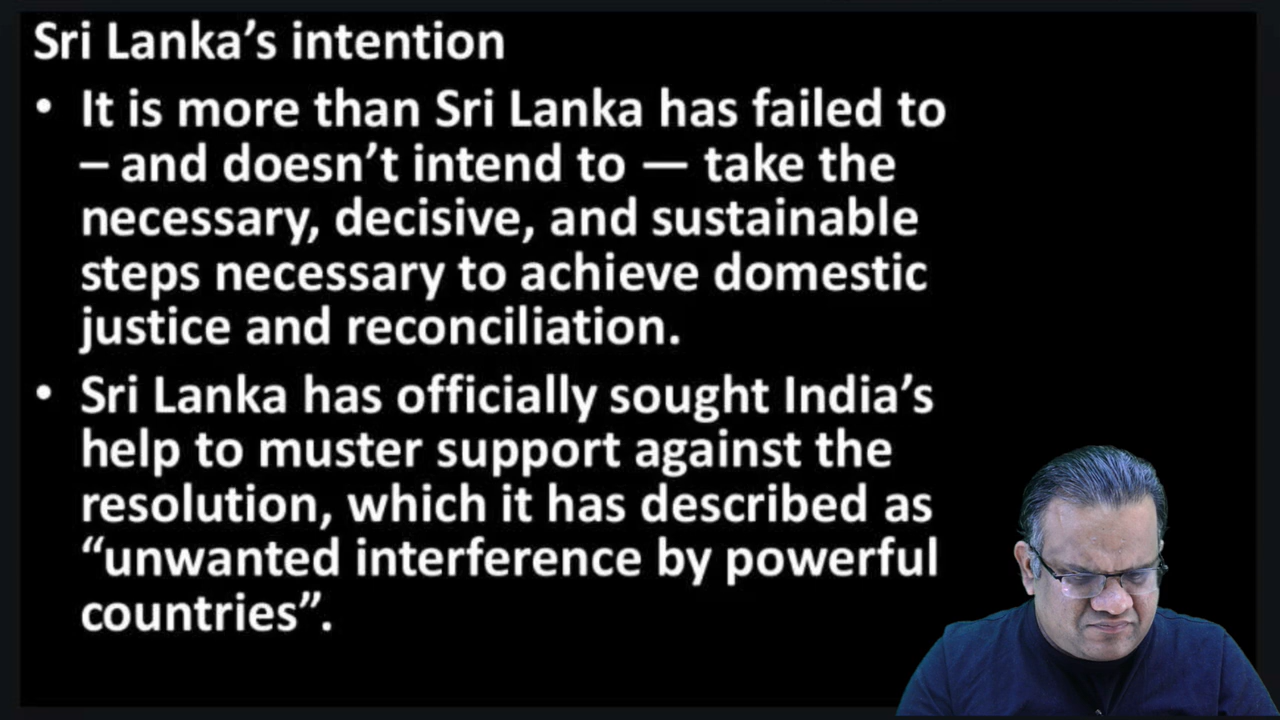 Sri Lanka’s intention
• It is more than Sri Lanka has failed to
– and doesn’t intend to — take the
necessary, decisive, and sustainable
steps necessary to achieve domestic
justice and reconciliation.
• Sri Lanka has officially sought India’s
help to muster support against the
resolution, which it has described as
“unwanted interference by powerful
countries”.